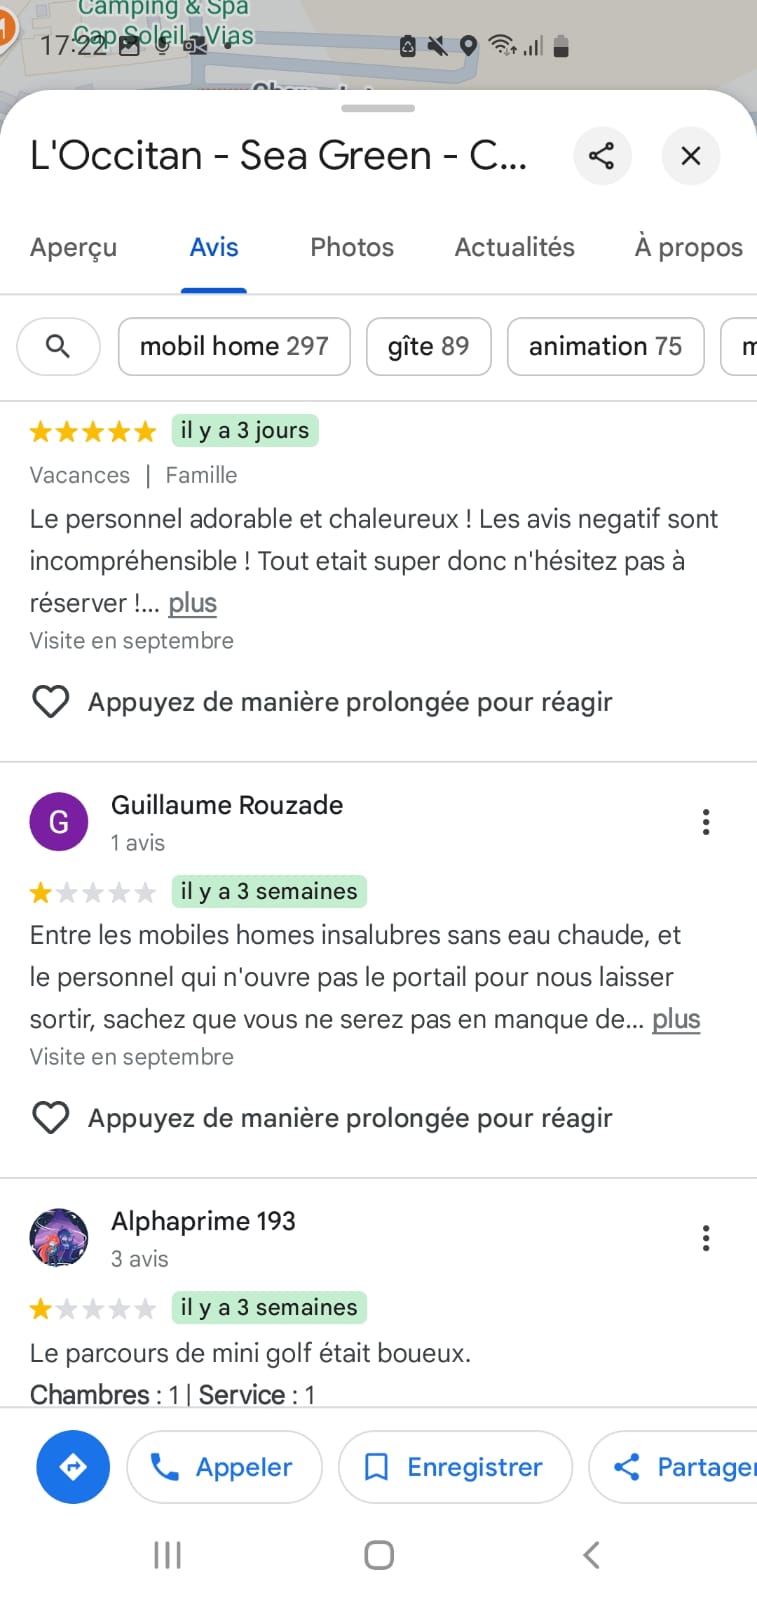 Camping & Spa
Cap Soleil, Vias
17:22
L'Occitan - Sea Green - C...
Aperçu
Avis
Photos
Actualités
À propos
mobil home 297
gîte 89
animation 75
il y a 3 jours
Vacances | Famille
Le personnel adorable et chaleureux ! Les avis negatif sont
incompréhensible ! Tout etait super donc n'hésitez pas à
réserver !... plus
Visite en septembre
Appuyez de manière prolongée pour réagir
G
Guillaume Rouzade
1 avis
il y a 3 semaines
Entre les mobiles homes insalubres sans eau chaude, et
le personnel qui n'ouvre pas le portail pour nous laisser
sortir, sachez que vous ne serez pas en manque de... plus
Visite en septembre
Appuyez de manière prolongée pour réagir
Alphaprime 193
3 avis
il y a 3 semaines
Le parcours de mini golf était boueux.
Chambres : 1 | Service : 1
Appeler
Enregistrer
Partager